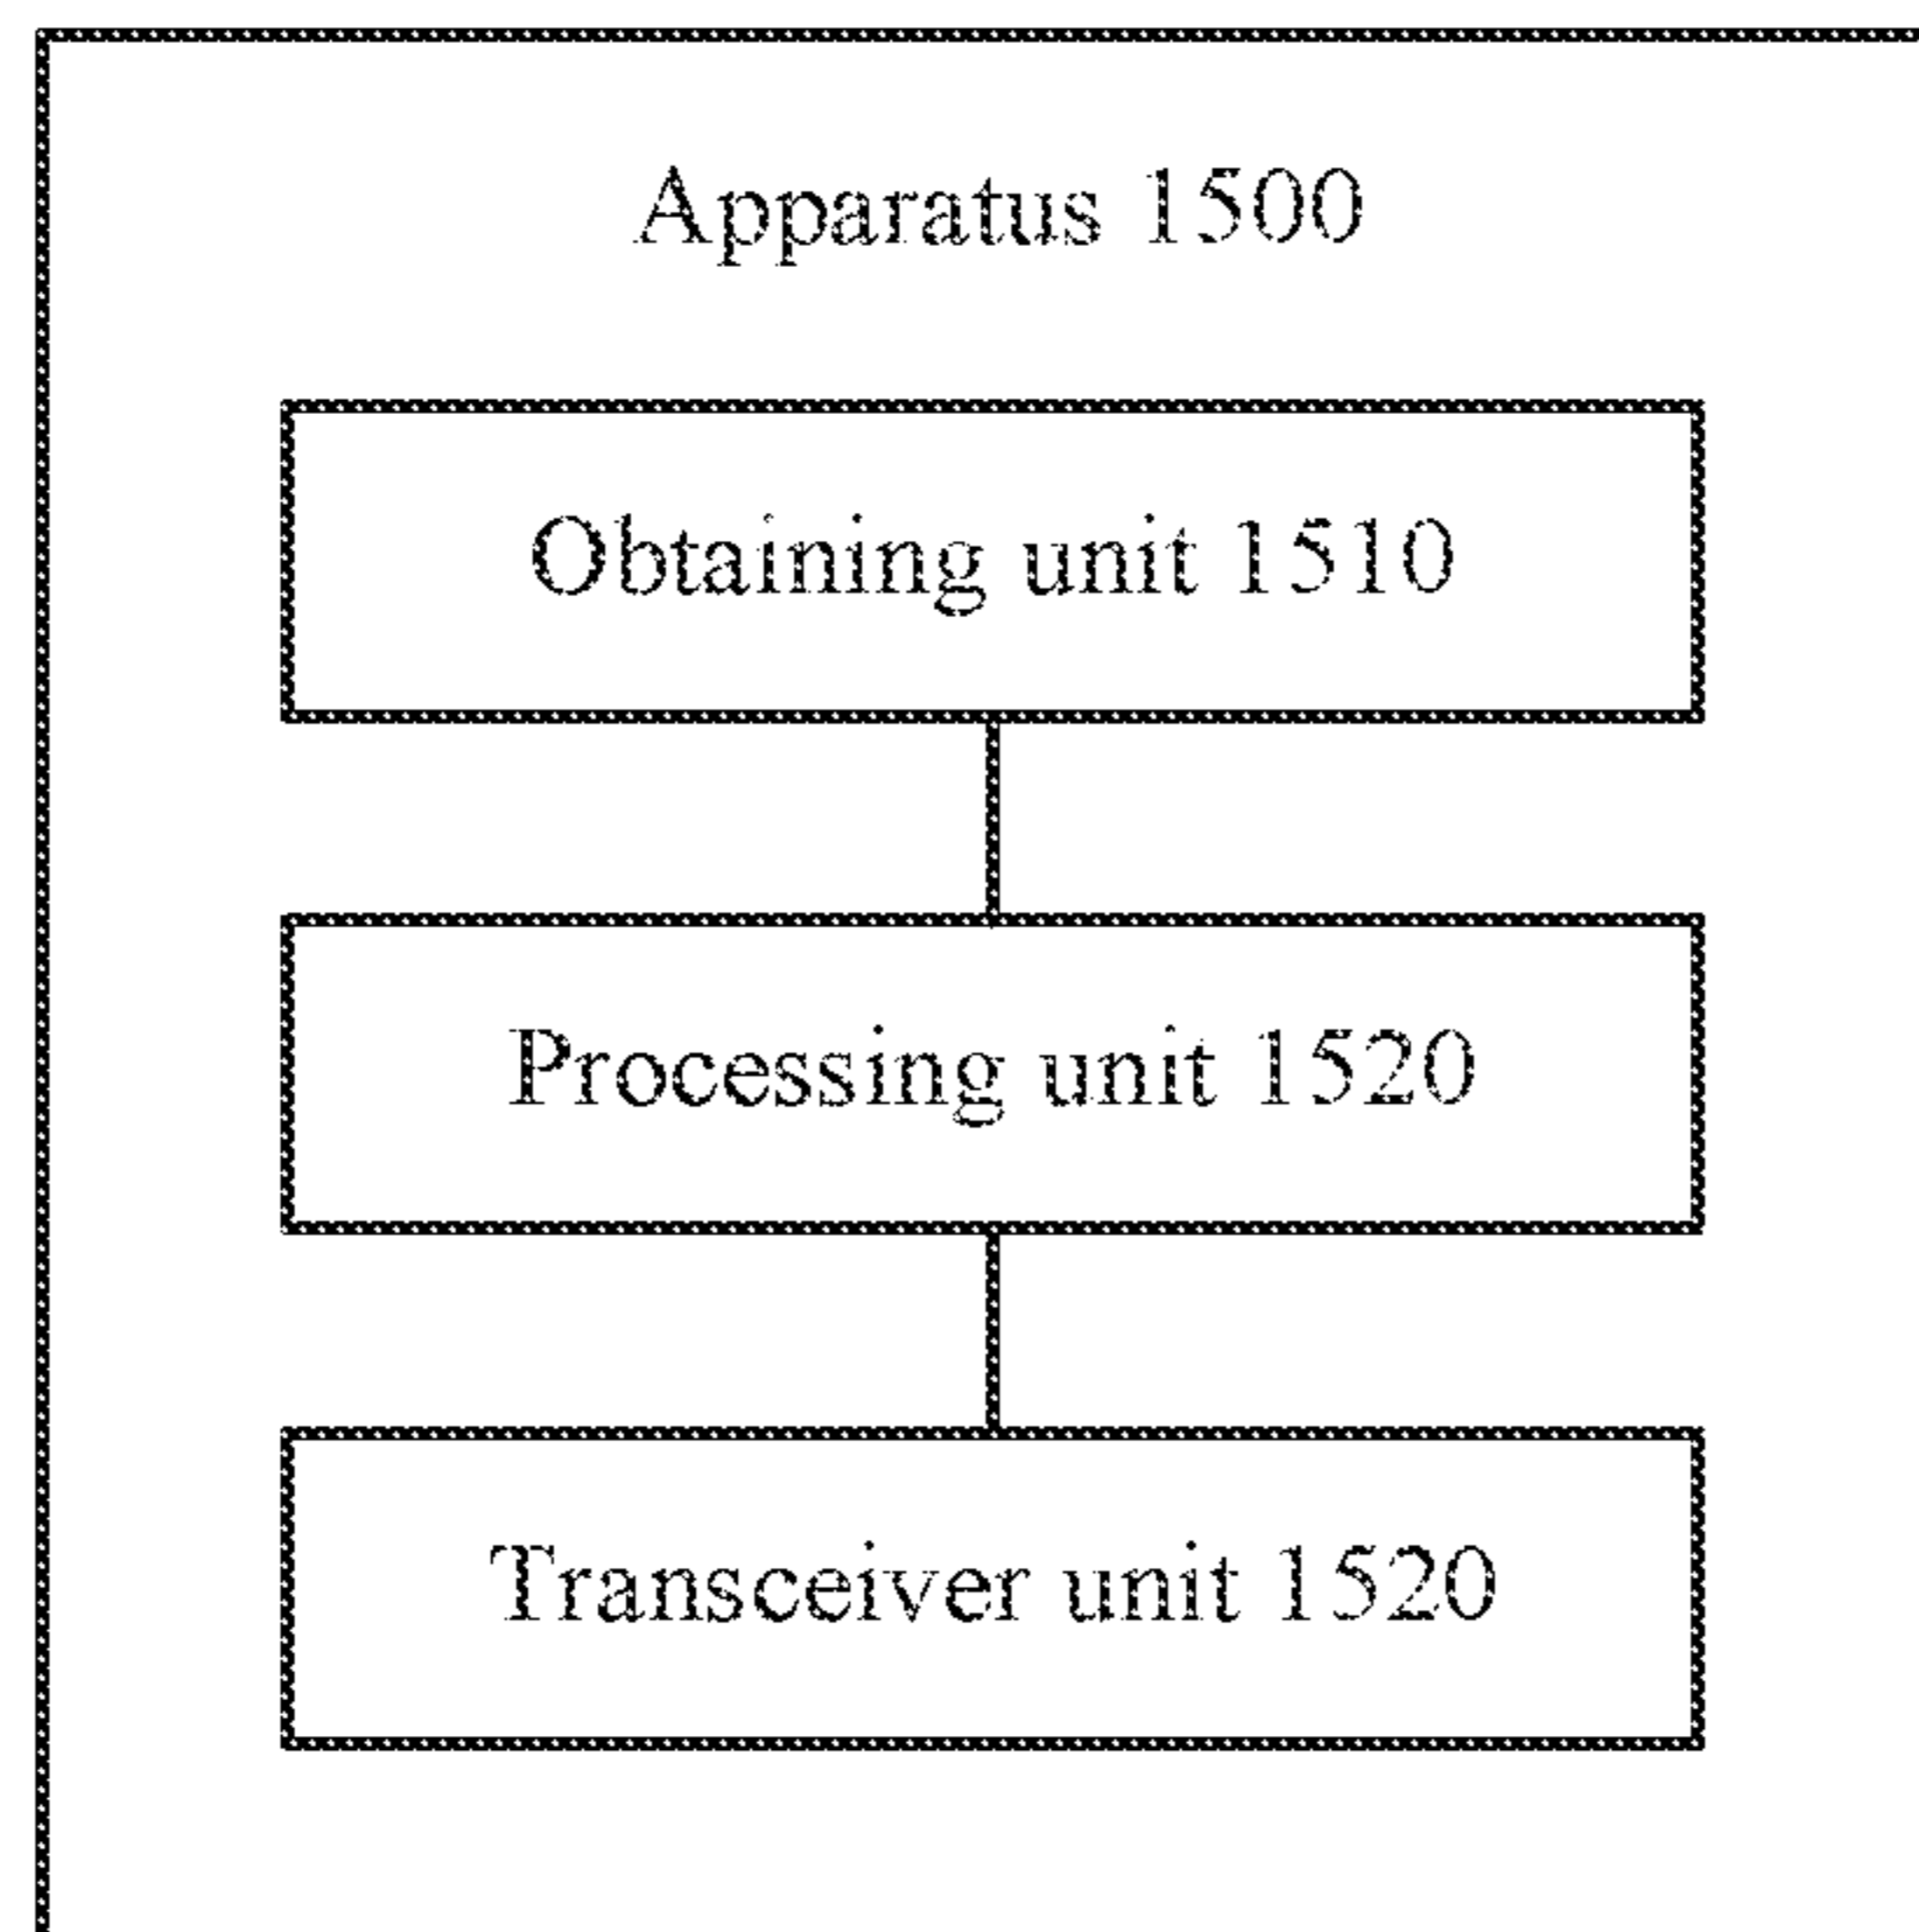 Apparatus 1500
Obtaining unit 1510
Processing unit 1520
Transceiver unit 1520